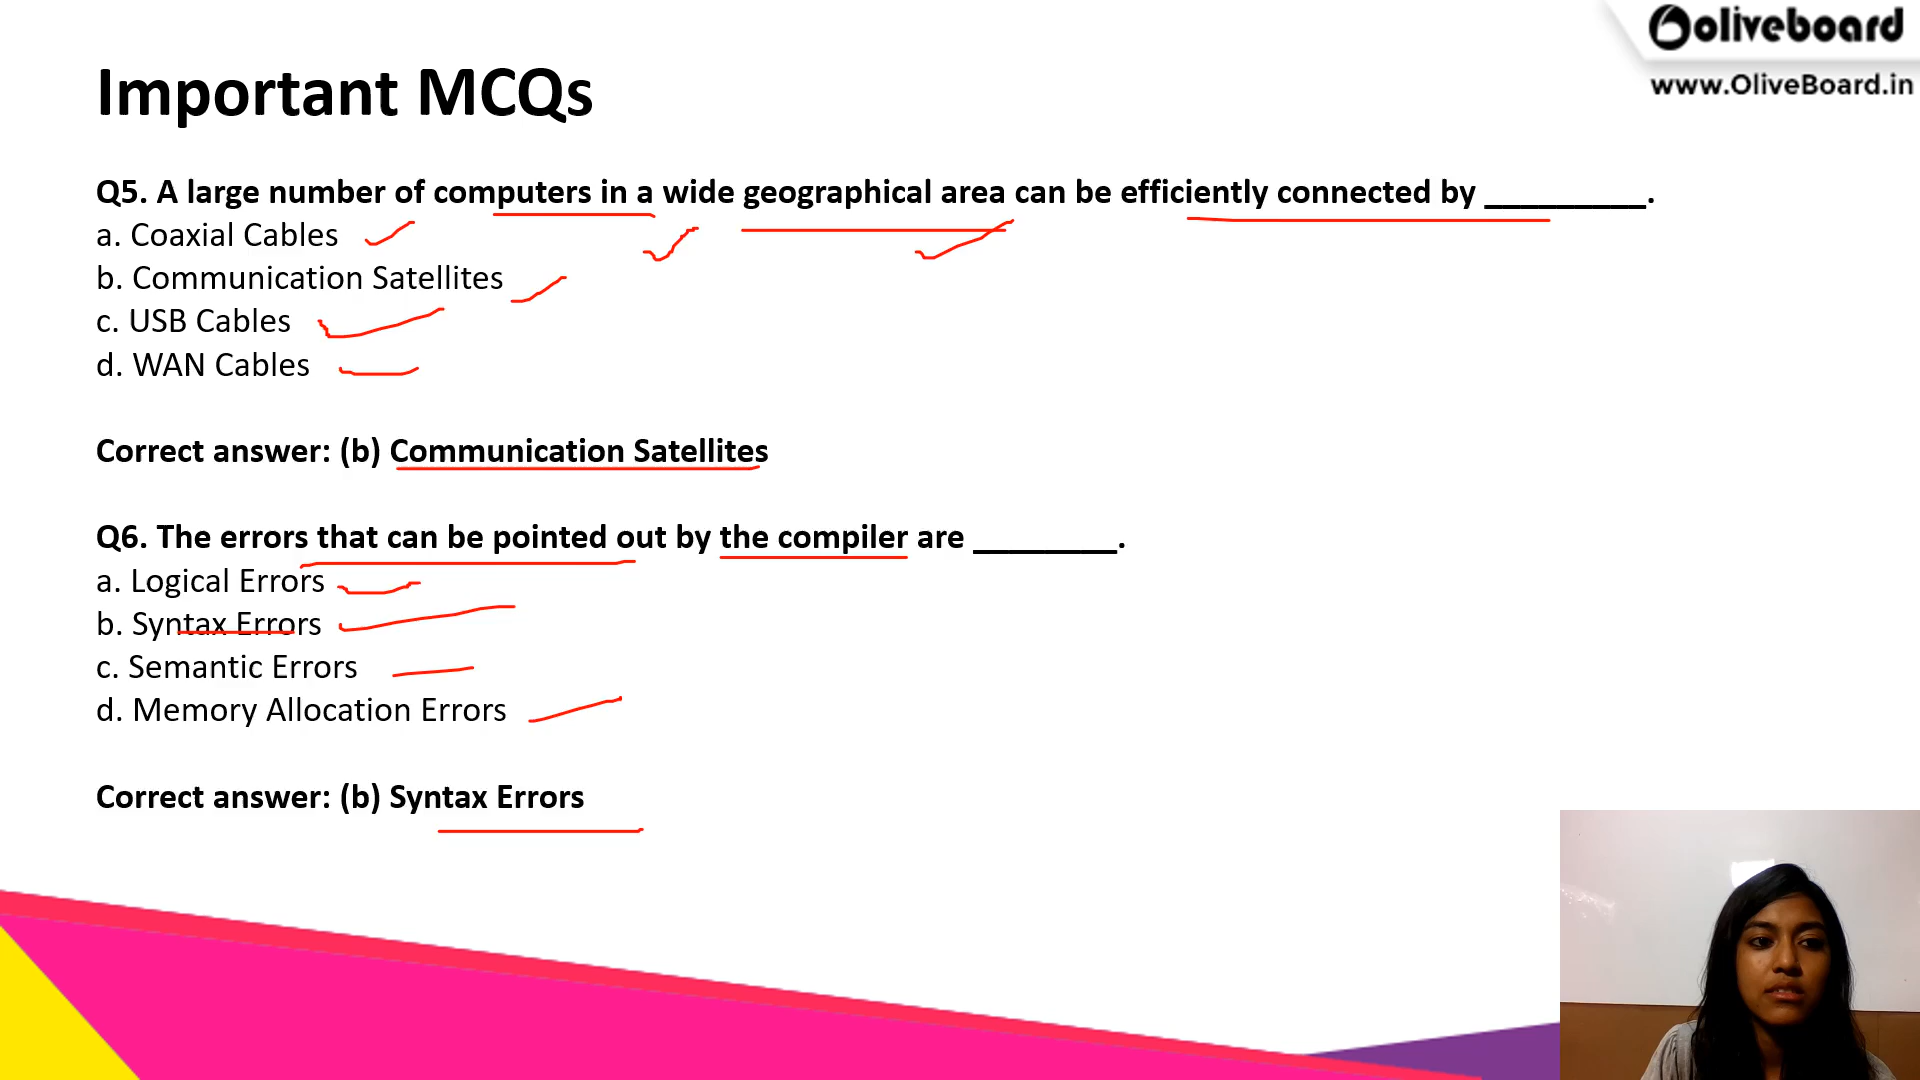 oliveboard
www.OliveBoard.in
Important MCQs
Q5. A large number of computers in a wide geographical area can be efficiently connected by _________.
a. Coaxial Cables
b. Communication Satellites
c. USB Cables
d. WAN Cables
Correct answer: (b) Communication Satellites
Q6. The errors that can be pointed out by the compiler are ________.
a. Logical Errors
b. Syntax Errors
c. Semantic Errors
d. Memory Allocation Errors
Correct answer: (b) Syntax Errors